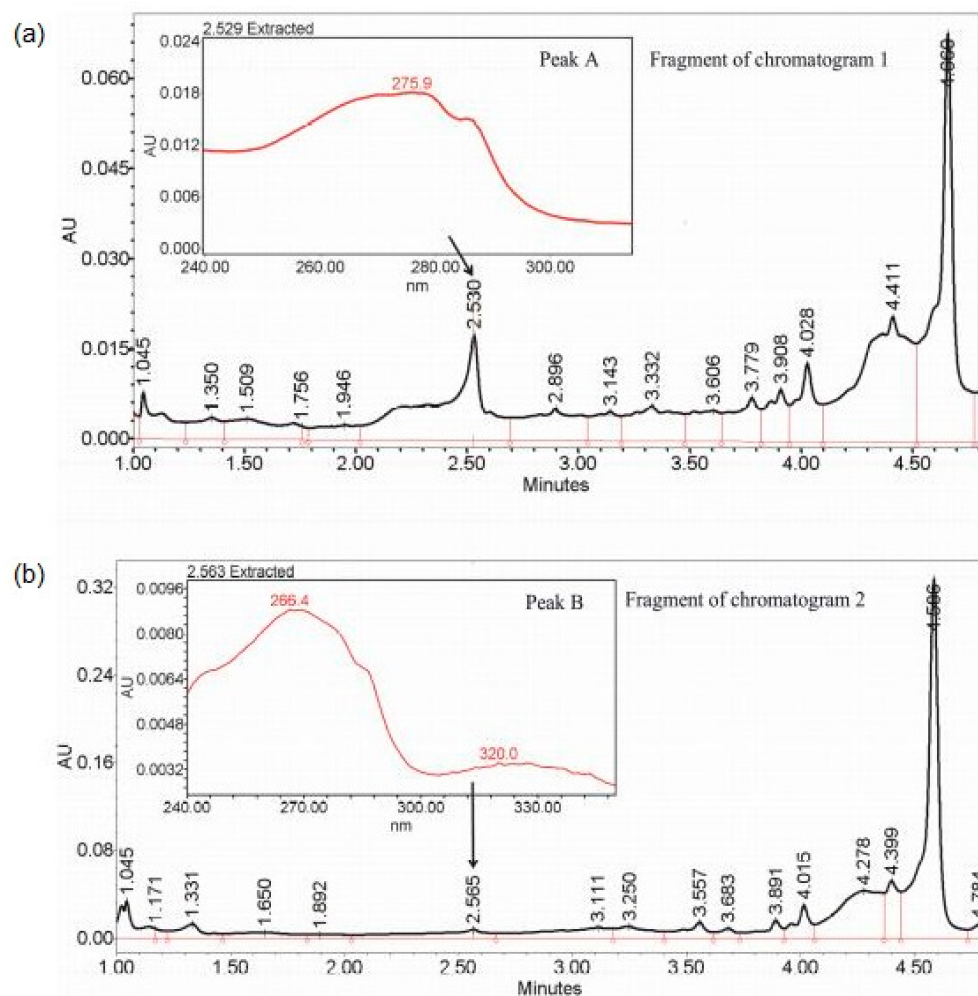 (a)
2.529 Extracted
Peak A
Fragment of chromatogram 1
275.9
0.024
0.018
0.012
0.006
0.000
AU
240.00 260.00 280.00 300.00
nm
0.060
0.045
0.030
0.015
0.000
AU
1.045
1.350
1.509
1.756
1.946
2.530
2.896
3.143
3.332
3.606
3.779
3.908
4.028
4.411
4.660
1.00 1.50 2.00 2.50 3.00 3.50 4.00 4.50
Minutes
(b)
2.563 Extracted
Peak B
Fragment of chromatogram 2
266.4
320.0
0.0096
0.0080
0.0064
0.0048
0.0032
AU
240.00 270.00 300.00 330.00
nm
0.32
0.24
0.16
0.08
0.00
AU
1.045
1.171
1.331
1.650
1.892
2.565
3.111
3.250
3.557
3.683
3.891
4.015
4.278
4.399
4.586
4.784
1.00 1.50 2.00 2.50 3.00 3.50 4.00 4.50
Minutes